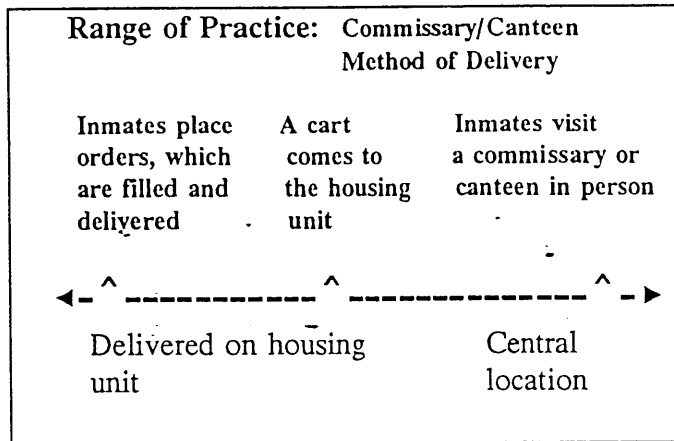 Range of Practice: Commissary/Canteen
Method of Delivery
Inmates place
orders, which
are filled and
delivered
A cart
comes to
the housing
unit
Inmates visit
a commissary or
canteen in person
Delivered on housing
unit
Central
location